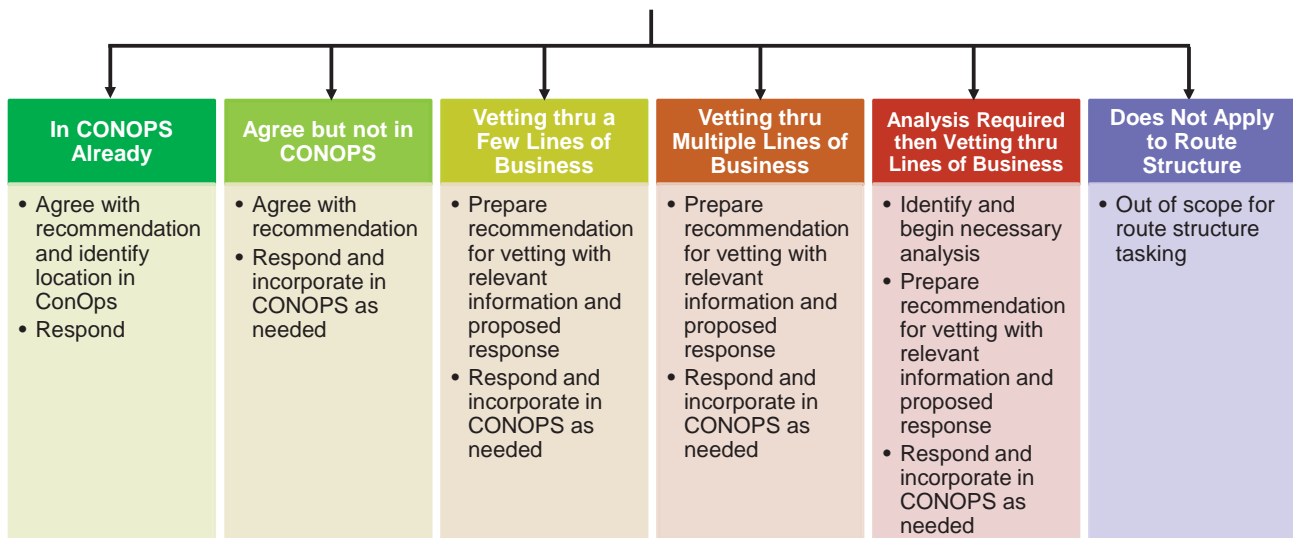 In CONOPS
Already
• Agree with
recommendation
and identify
location in
ConOps
• Respond
Agree but not in
CONOPS
• Agree with
recommendation
• Respond and
incorporate in
CONOPS as
needed
Vetting thru a
Few Lines of
Business
• Prepare
recommendation
for vetting with
relevant
information and
proposed
response
• Respond and
incorporate in
CONOPS as
needed
Vetting thru
Multiple Lines of
Business
• Prepare
recommendation
for vetting with
relevant
information and
proposed
response
• Respond and
incorporate in
CONOPS as
needed
Analysis Required
then Vetting thru
Lines of Business
• Identify and
begin necessary
analysis
• Prepare
recommendation
for vetting with
relevant
information and
proposed
response
• Respond and
incorporate in
CONOPS as
needed
Does Not Apply
to Route
Structure
• Out of scope for
route structure
tasking